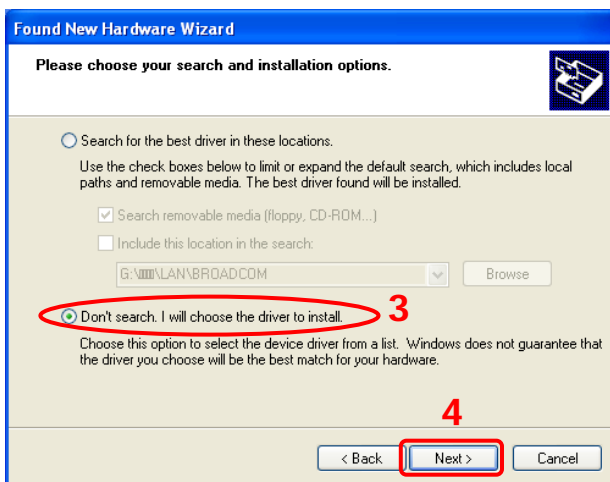 Found New Hardware Wizard
Please choose your search and installation options.
Search for the best driver in these locations.
Use the check boxes below to limit or expand the default search, which includes local
paths and removable media. The best driver found will be installed.
Search removable media (floppy, CD-ROM...)
Include this location in the search:
G:\\LAN\BROADCOM
Browse
Don't search. I will choose the driver to install.
3
Choose this option to select the device driver from a list. Windows does not guarantee that
the driver you choose will be the best match for your hardware.
4
< Back
Next >
Cancel